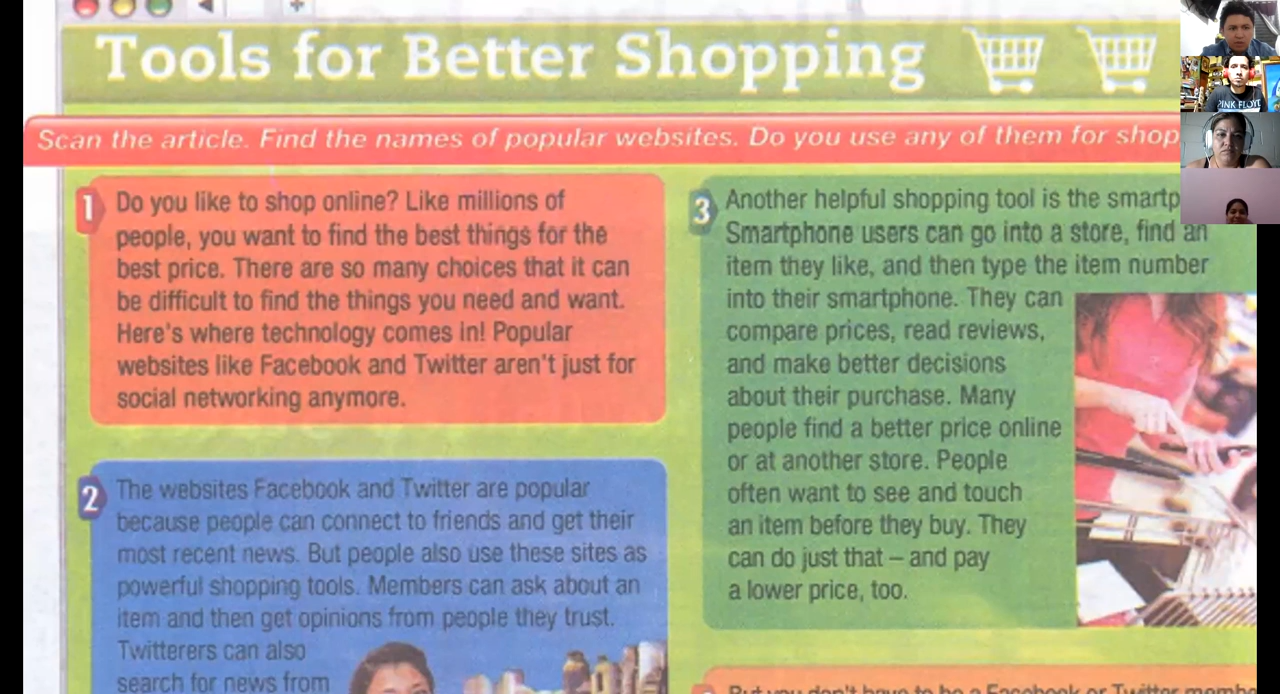 Tools for Better Shopping
Scan the article. Find the names of popular websites. Do you use any of them for shop
1
Do you like to shop online? Like millions of
people, you want to find the best things for the
best price. There are so many choices that it can
be difficult to find the things you need and want.
Here's where technology comes in! Popular
websites like Facebook and Twitter aren't just for
social networking anymore.
2
The websites Facebook and Twitter are popular
because people can connect to friends and get their
most recent news. But people also use these sites as
powerful shopping tools. Members can ask about an
item and then get opinions from people they trust.
Twitterers can also
search for news from
3
Another helpful shopping tool is the smartp
Smartphone users can go into a store, find an
item they like, and then type the item number
into their smartphone. They can
compare prices, read reviews,
and make better decisions
about their purchase. Many
people find a better price online
or at another store. People
often want to see and touch
an item before they buy. They
can do just that – and pay
a lower price, too.
But you don't have to be a Facebook or Twitter membe
PINK FLOYD